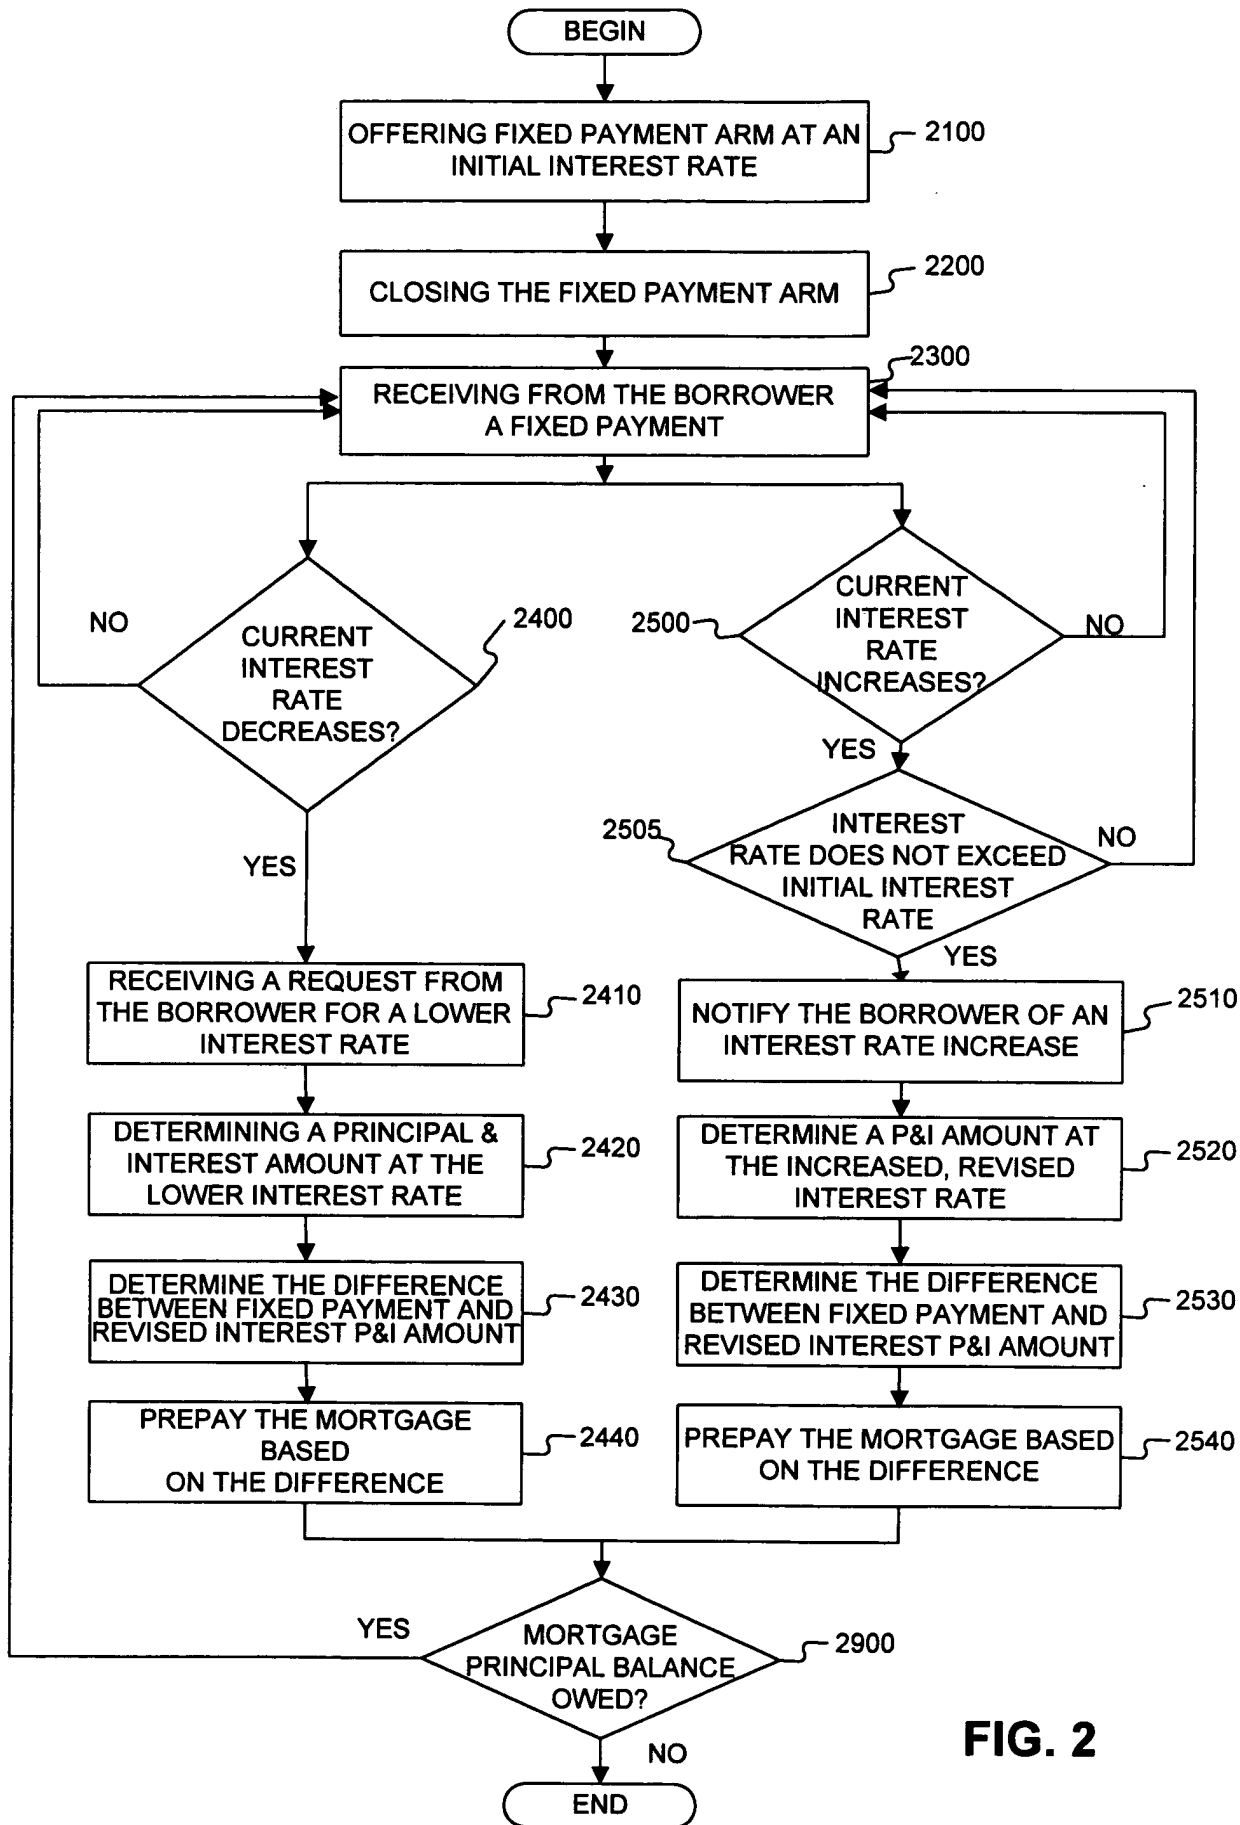 BEGIN
OFFERING FIXED PAYMENT ARM AT AN
INITIAL INTEREST RATE
2100
CLOSING THE FIXED PAYMENT ARM
2200
RECEIVING FROM THE BORROWER
A FIXED PAYMENT
2300
CURRENT
INTEREST
RATE
DECREASES?
NO
2400
YES
2500
CURRENT
INTEREST
RATE
INCREASES?
NO
YES
2505
INTEREST
RATE DOES NOT EXCEED
INITIAL INTEREST
RATE
NO
YES
RECEIVING A REQUEST FROM
THE BORROWER FOR A LOWER
INTEREST RATE
2410
NOTIFY THE BORROWER OF AN
INTEREST RATE INCREASE
2510
DETERMINING A PRINCIPAL &
INTEREST AMOUNT AT THE
LOWER INTEREST RATE
2420
DETERMINE A P&I AMOUNT AT
THE INCREASED, REVISED
INTEREST RATE
2520
DETERMINE THE DIFFERENCE
BETWEEN FIXED PAYMENT AND
REVISED INTEREST P&I AMOUNT
2430
DETERMINE THE DIFFERENCE
BETWEEN FIXED PAYMENT AND
REVISED INTEREST P&I AMOUNT
2530
PREPAY THE MORTGAGE
BASED
ON THE DIFFERENCE
2440
PREPAY THE MORTGAGE BASED
ON THE DIFFERENCE
2540
YES
MORTGAGE
PRINCIPAL BALANCE
OWED?
2900
NO
END
FIG. 2